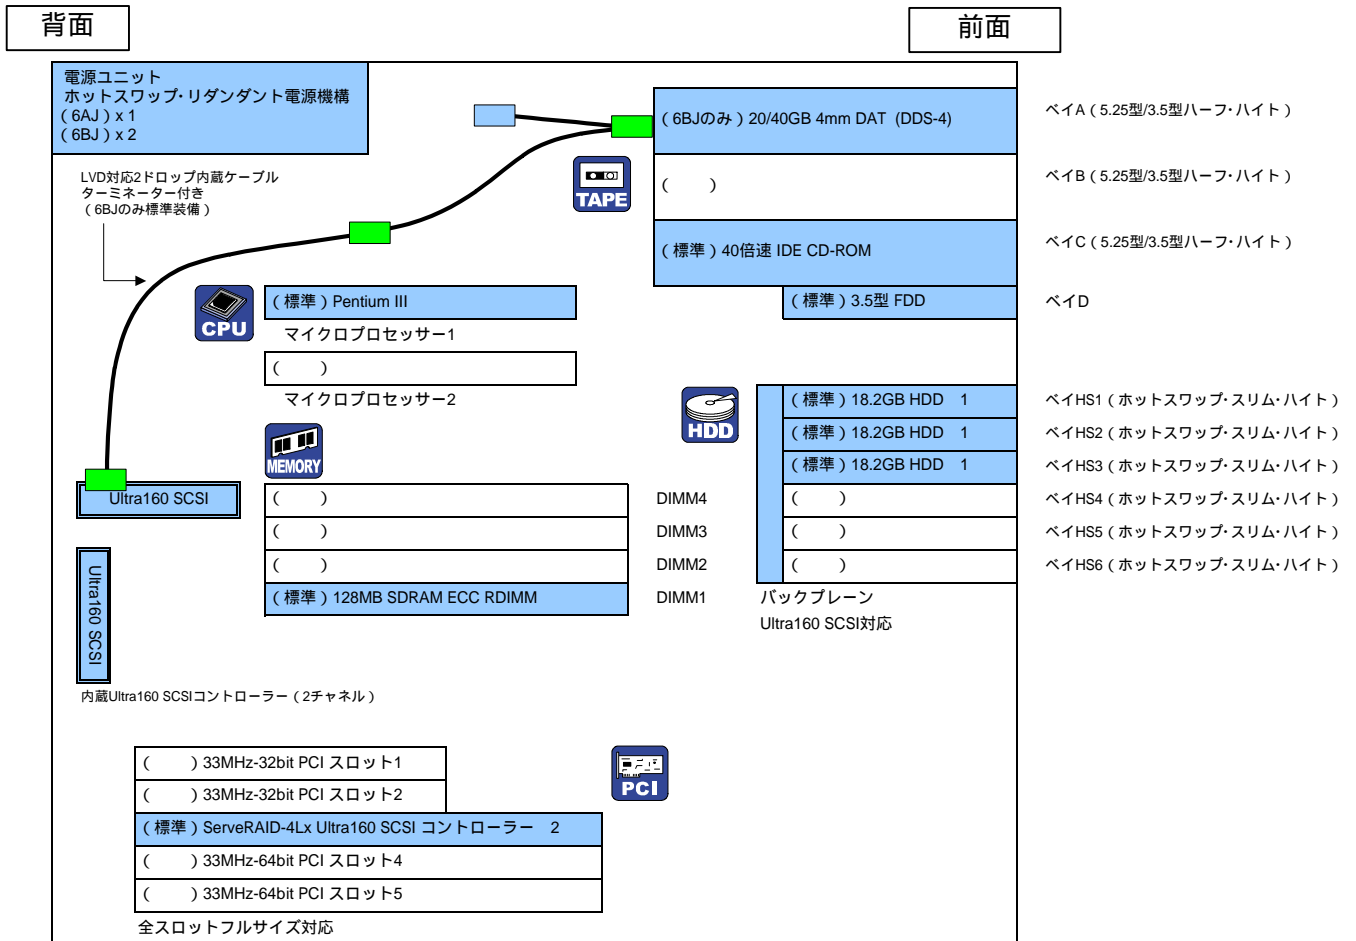 背面
前面
電源ユニット
ホットスワップ・リダンダント電源機構
（6AJ）x 1
（6BJ）x 2
LVD対応2ドロップ内蔵ケーブル
ターミネーター付き
（6BJのみ標準装備）
TAPE
（6BJのみ）20/40GB 4mm DAT (DDS-4)
ベイA（5.25型/3.5型ハーフ・ハイト）
（　　）
ベイB（5.25型/3.5型ハーフ・ハイト）
（標準）40倍速 IDE CD-ROM
ベイC（5.25型/3.5型ハーフ・ハイト）
（標準）3.5型 FDD
ベイD
CPU
（標準）Pentium III
マイクロプロセッサー1
（　　）
マイクロプロセッサー2
HDD
（標準）18.2GB HDD　1
ベイHS1（ホットスワップ・スリム・ハイト）
（標準）18.2GB HDD　1
ベイHS2（ホットスワップ・スリム・ハイト）
（標準）18.2GB HDD　1
ベイHS3（ホットスワップ・スリム・ハイト）
（　　）
ベイHS4（ホットスワップ・スリム・ハイト）
（　　）
ベイHS5（ホットスワップ・スリム・ハイト）
（　　）
ベイHS6（ホットスワップ・スリム・ハイト）
バックプレーン
Ultra160 SCSI対応
MEMORY
（　　）
DIMM4
（　　）
DIMM3
（　　）
DIMM2
（標準）128MB SDRAM ECC RDIMM
DIMM1
Ultra160 SCSI
Ultra160 SCSI
内蔵Ultra160 SCSIコントローラー（2チャネル）
PCI
（　　）33MHz-32bit PCI スロット1
（　　）33MHz-32bit PCI スロット2
（標準）ServeRAID-4Lx Ultra160 SCSI コントローラー　2
（　　）33MHz-64bit PCI スロット4
（　　）33MHz-64bit PCI スロット5
全スロットフルサイズ対応